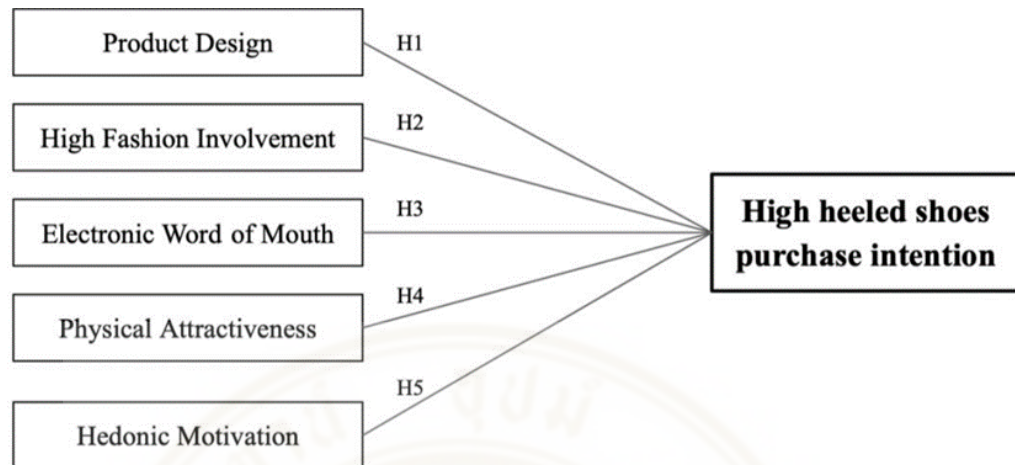 Product Design
H1
High Fashion Involvement
H2
Electronic Word of Mouth
H3
Physical Attractiveness
H4
Hedonic Motivation
H5
High heeled shoes
purchase intention